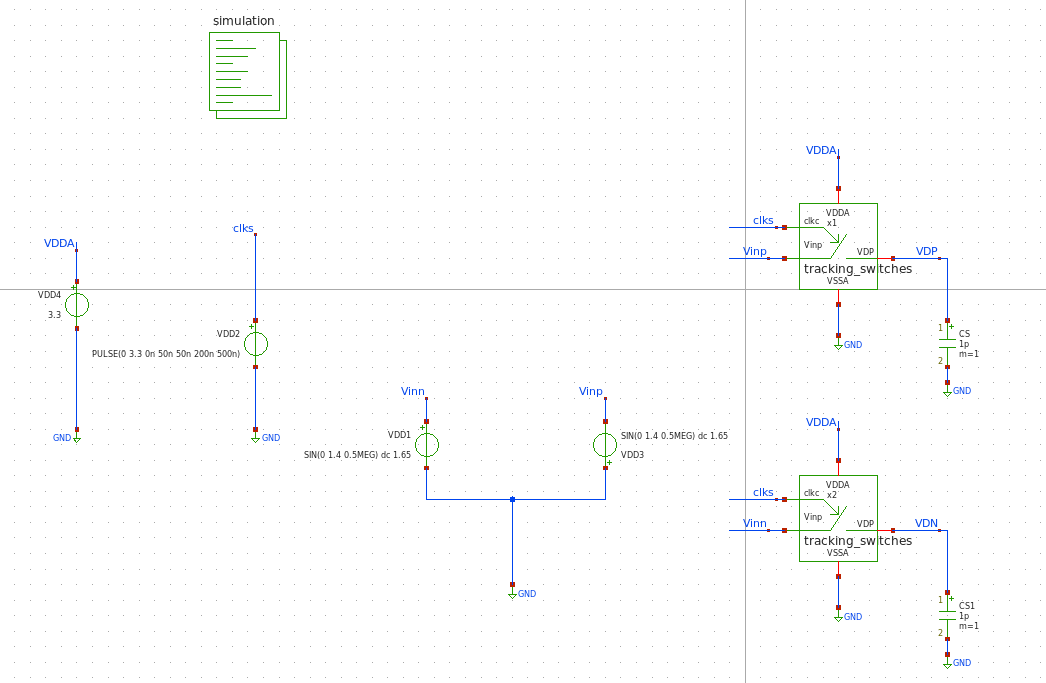 simulation
VDDA
VDD4
3.3
GND
clks
VDD2
PULSE(0 3.3 0n 50n 50n 200n 500n)
GND
Vinn
VDD1
SIN(0 1.4 0.5MEG) dc 1.65
Vinp
SIN(0 1.4 0.5MEG) dc 1.65
VDD3
GND
VDDA
clks
Vinp
VDDA
x1
clkc
Vinp
VDP
tracking_switches
VSSA
GND
VDP
1
CS
1p
m=1
2
GND
VDDA
clks
Vinn
VDDA
x2
clkc
Vinp
VDP
tracking_switches
VSSA
GND
VDN
1
CS1
1p
m=1
2
GND